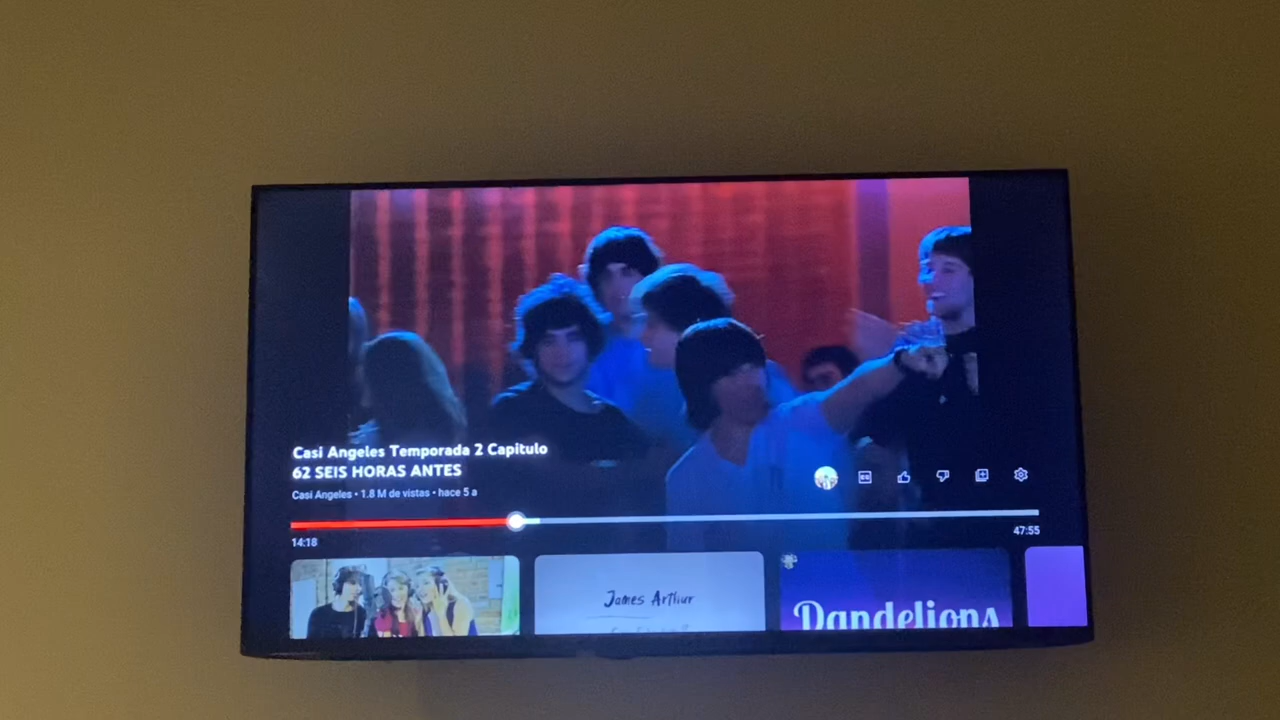 Casi Angeles Temporada 2 Capitulo
62 SEIS HORAS ANTES
Casi Angeles • 1.8 M de vistas • hace 5 a
14:18
47:55
James Arthur
Dandelions